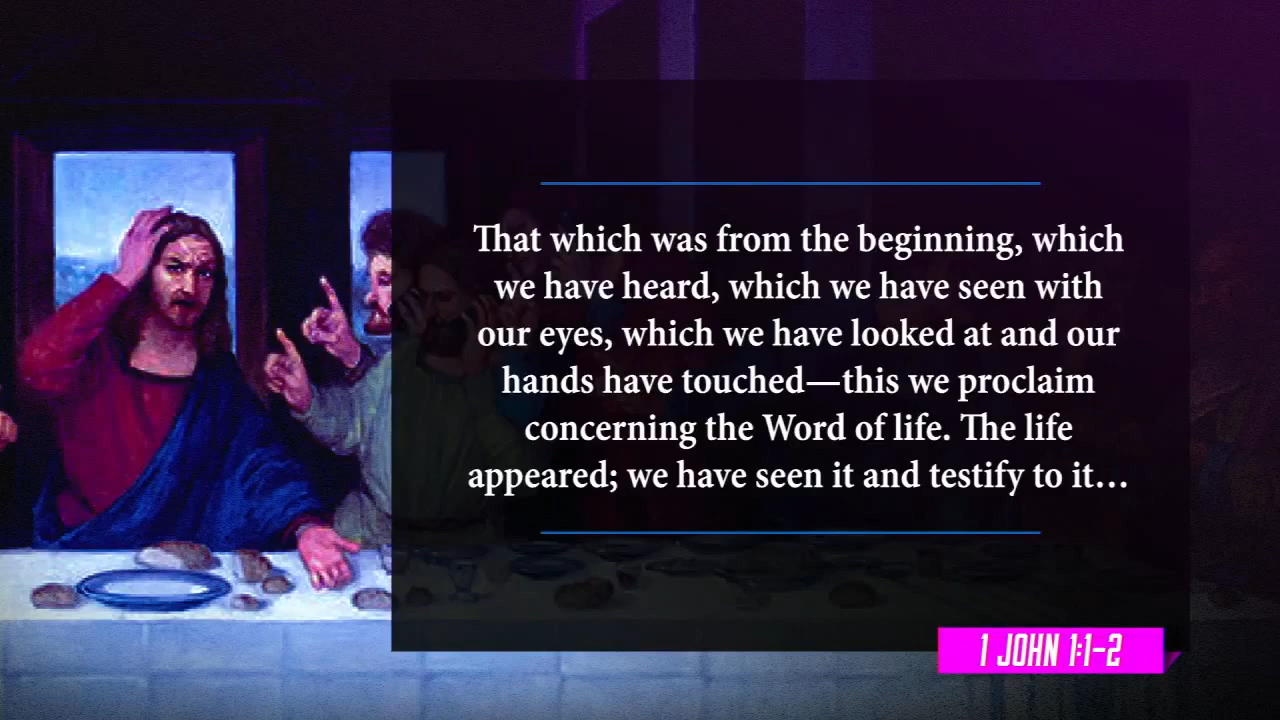 That which was from the beginning, which
we have heard, which we have seen with
our eyes, which we have looked at and our
hands have touched—this we proclaim
concerning the Word of life. The life
appeared; we have seen it and testify to it…
1 JOHN 1:1-2